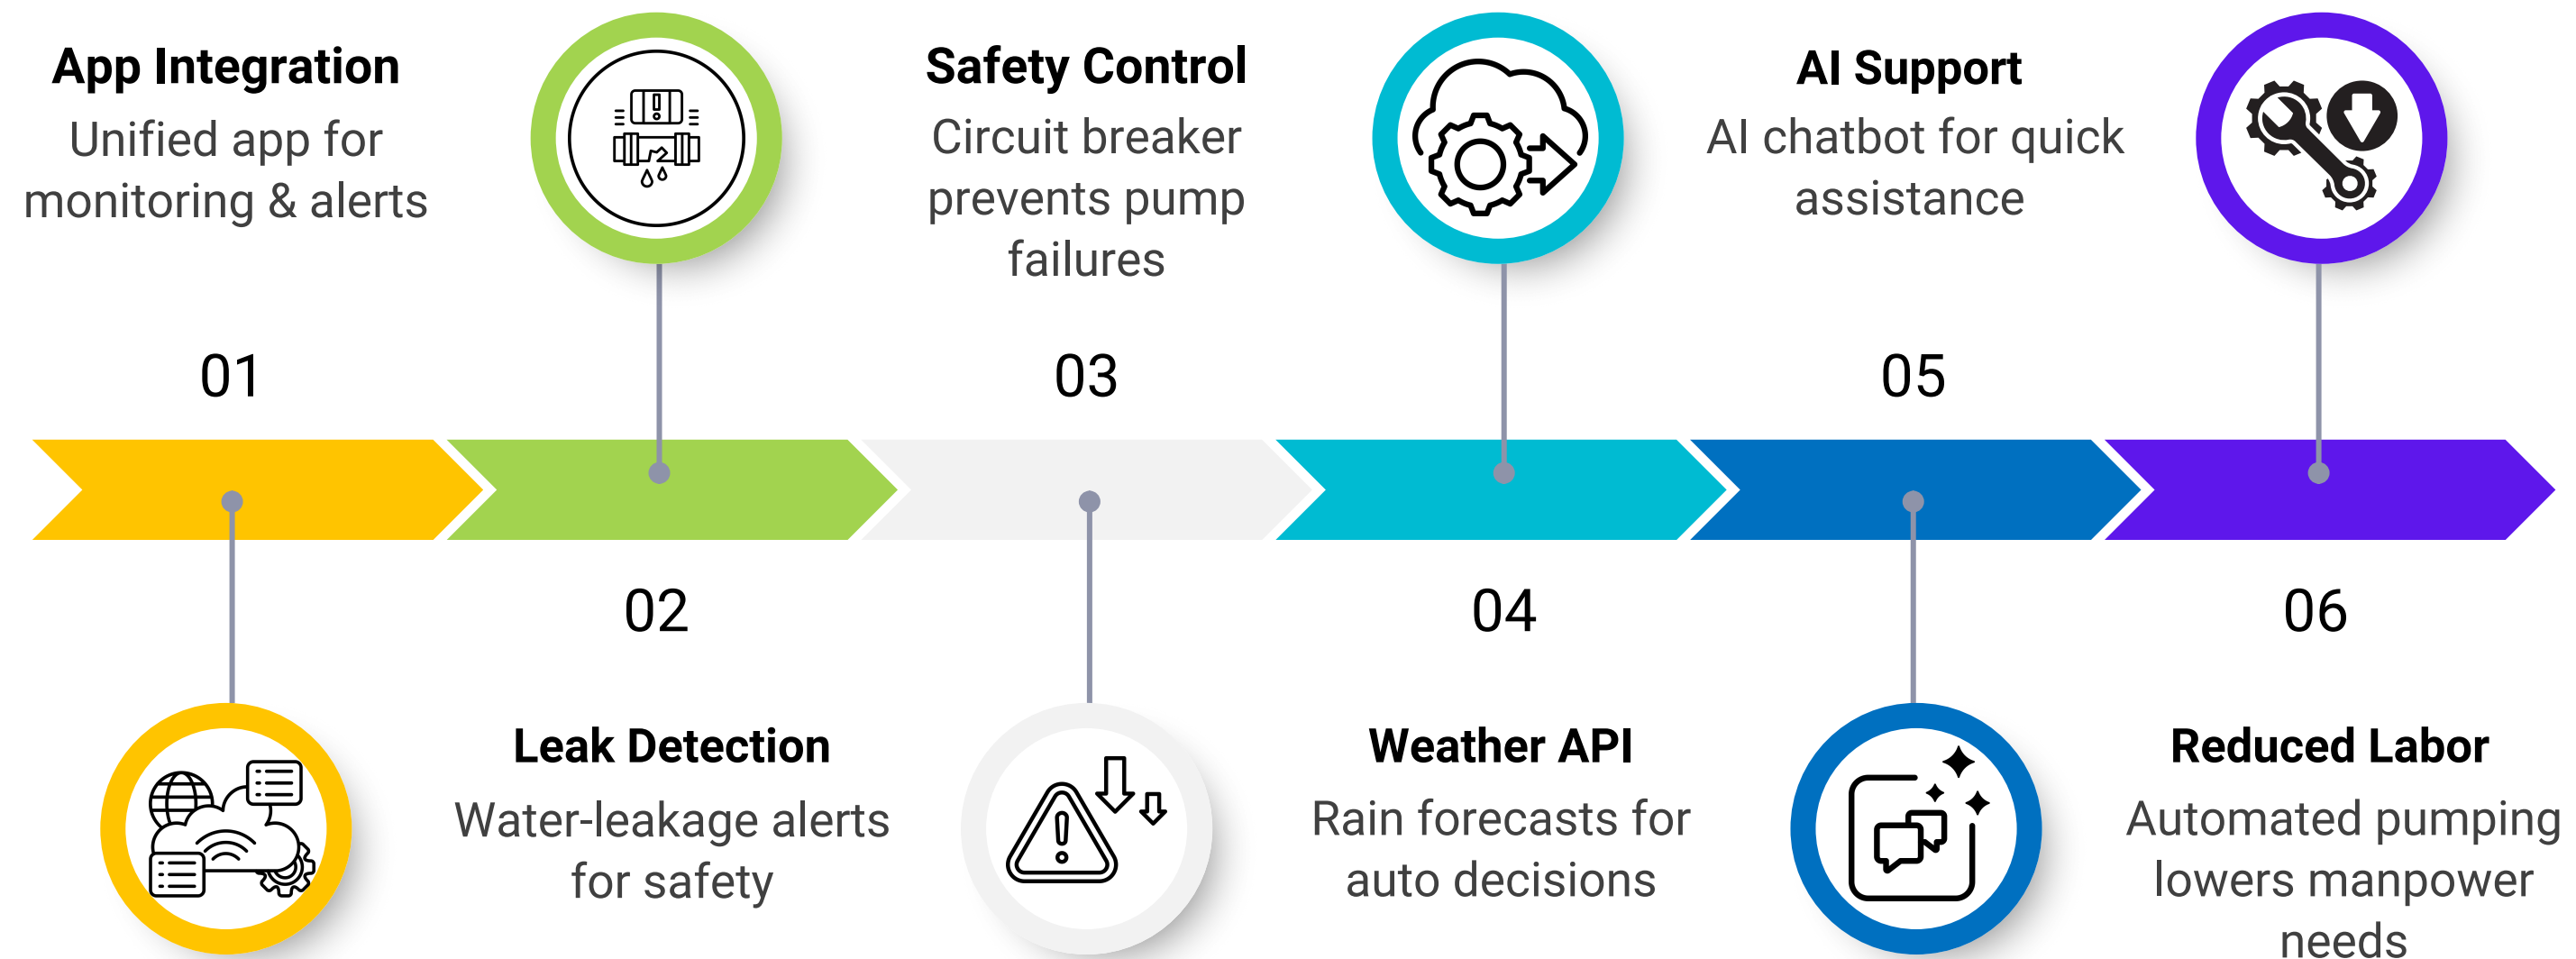 App Integration
Unified app for
monitoring & alerts
01
02
Leak Detection
Water-leakage alerts
for safety
Safety Control
Circuit breaker
prevents pump
failures
03
04
Weather API
Rain forecasts for
auto decisions
AI Support
AI chatbot for quick
assistance
05
06
Reduced Labor
Automated pumping
lowers manpower
needs